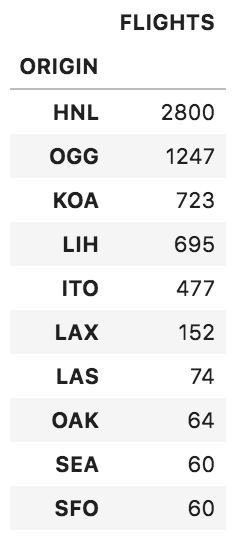 FLIGHTS
ORIGIN
HNL 2800
OGG 1247
KOA 723
LIH 695
ITO 477
LAX 152
LAS 74
OAK 64
SEA 60
SFO 60